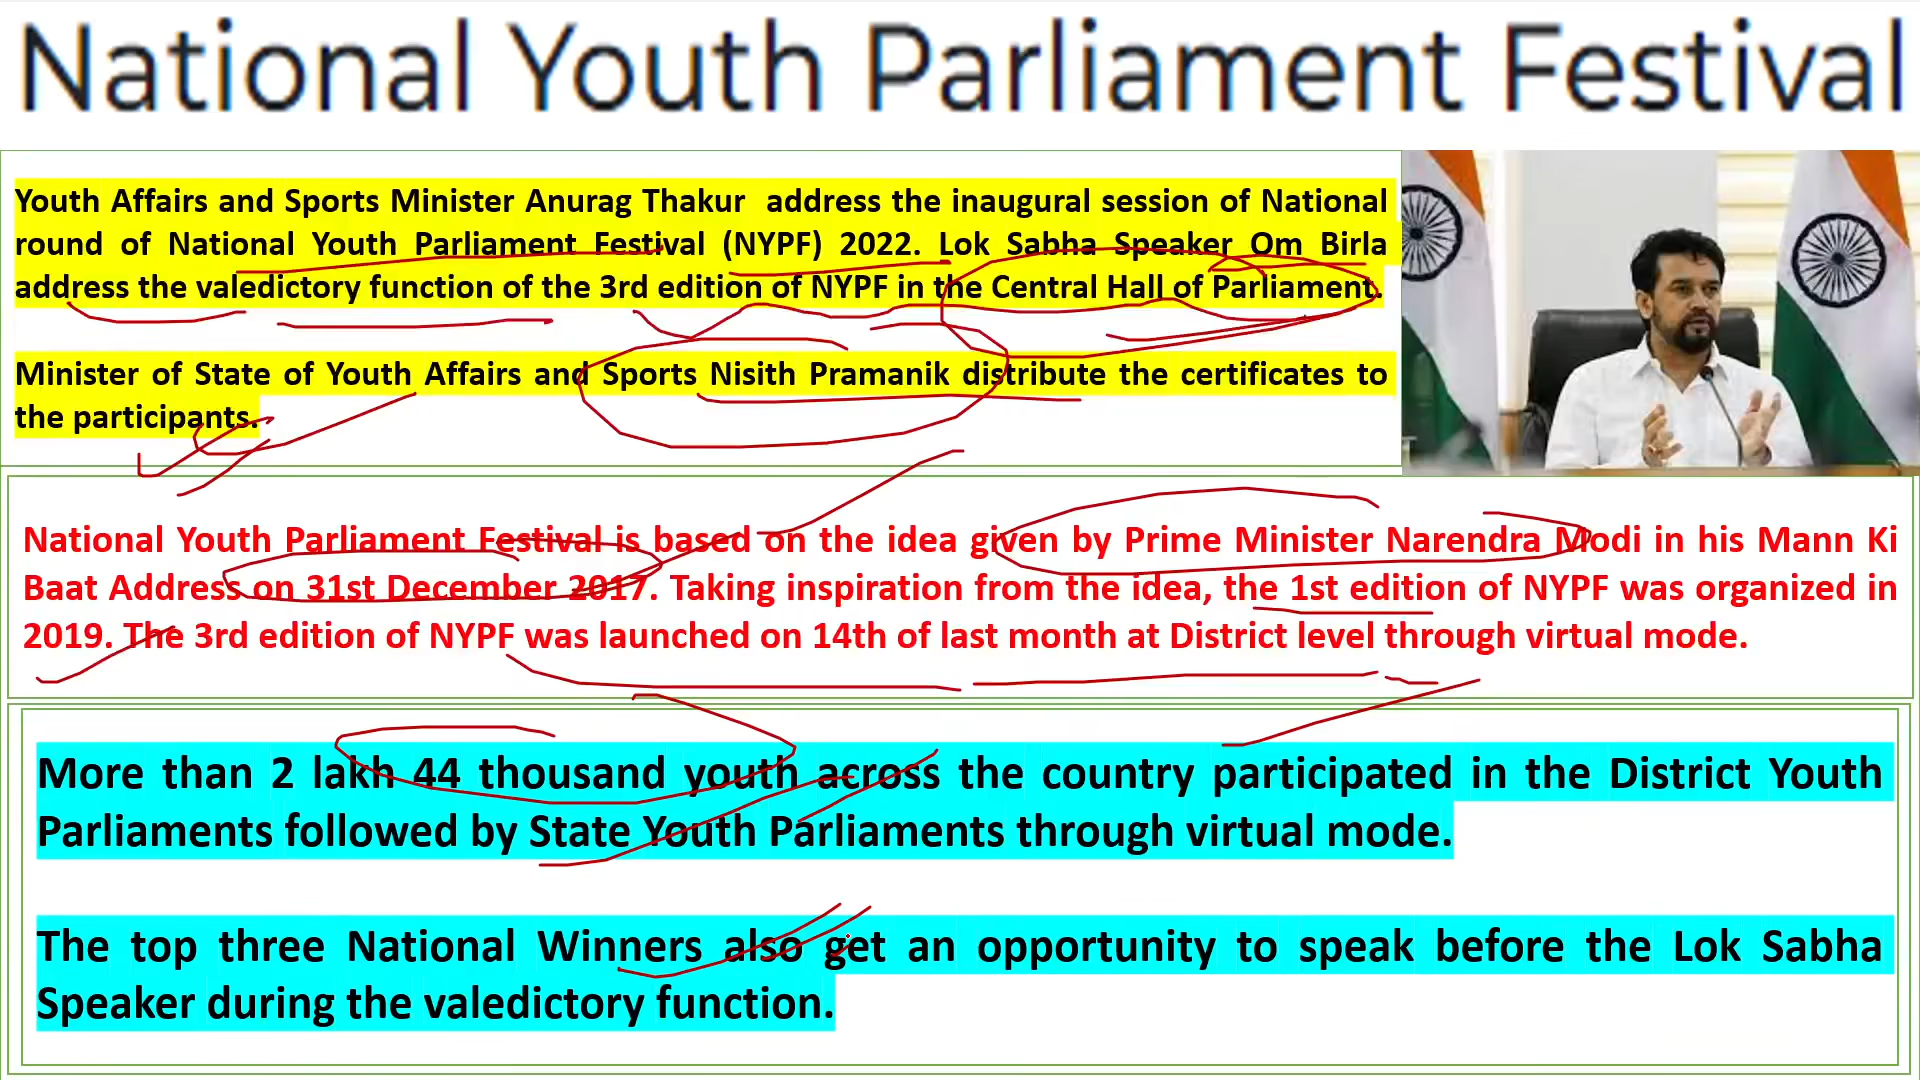 National Youth Parliament Festival
Youth Affairs and Sports Minister Anurag Thakur address the inaugural session of National
round of National Youth Parliament Festival (NYPF) 2022. Lok Sabha Speaker Om Birla
address the valedictory function of the 3rd edition of NYPF in the Central Hall of Parliament.
Minister of State of Youth Affairs and Sports Nisith Pramanik distribute the certificates to
the participants.
National Youth Parliament Festival is based on the idea given by Prime Minister Narendra Modi in his Mann Ki
Baat Address on 31st December 2017. Taking inspiration from the idea, the 1st edition of NYPF was organized in
2019. The 3rd edition of NYPF was launched on 14th of last month at District level through virtual mode.
More than 2 lakh 44 thousand youth across the country participated in the District Youth
Parliaments followed by State Youth Parliaments through virtual mode.
The top three National Winners also get an opportunity to speak before the Lok Sabha
Speaker during the valedictory function.